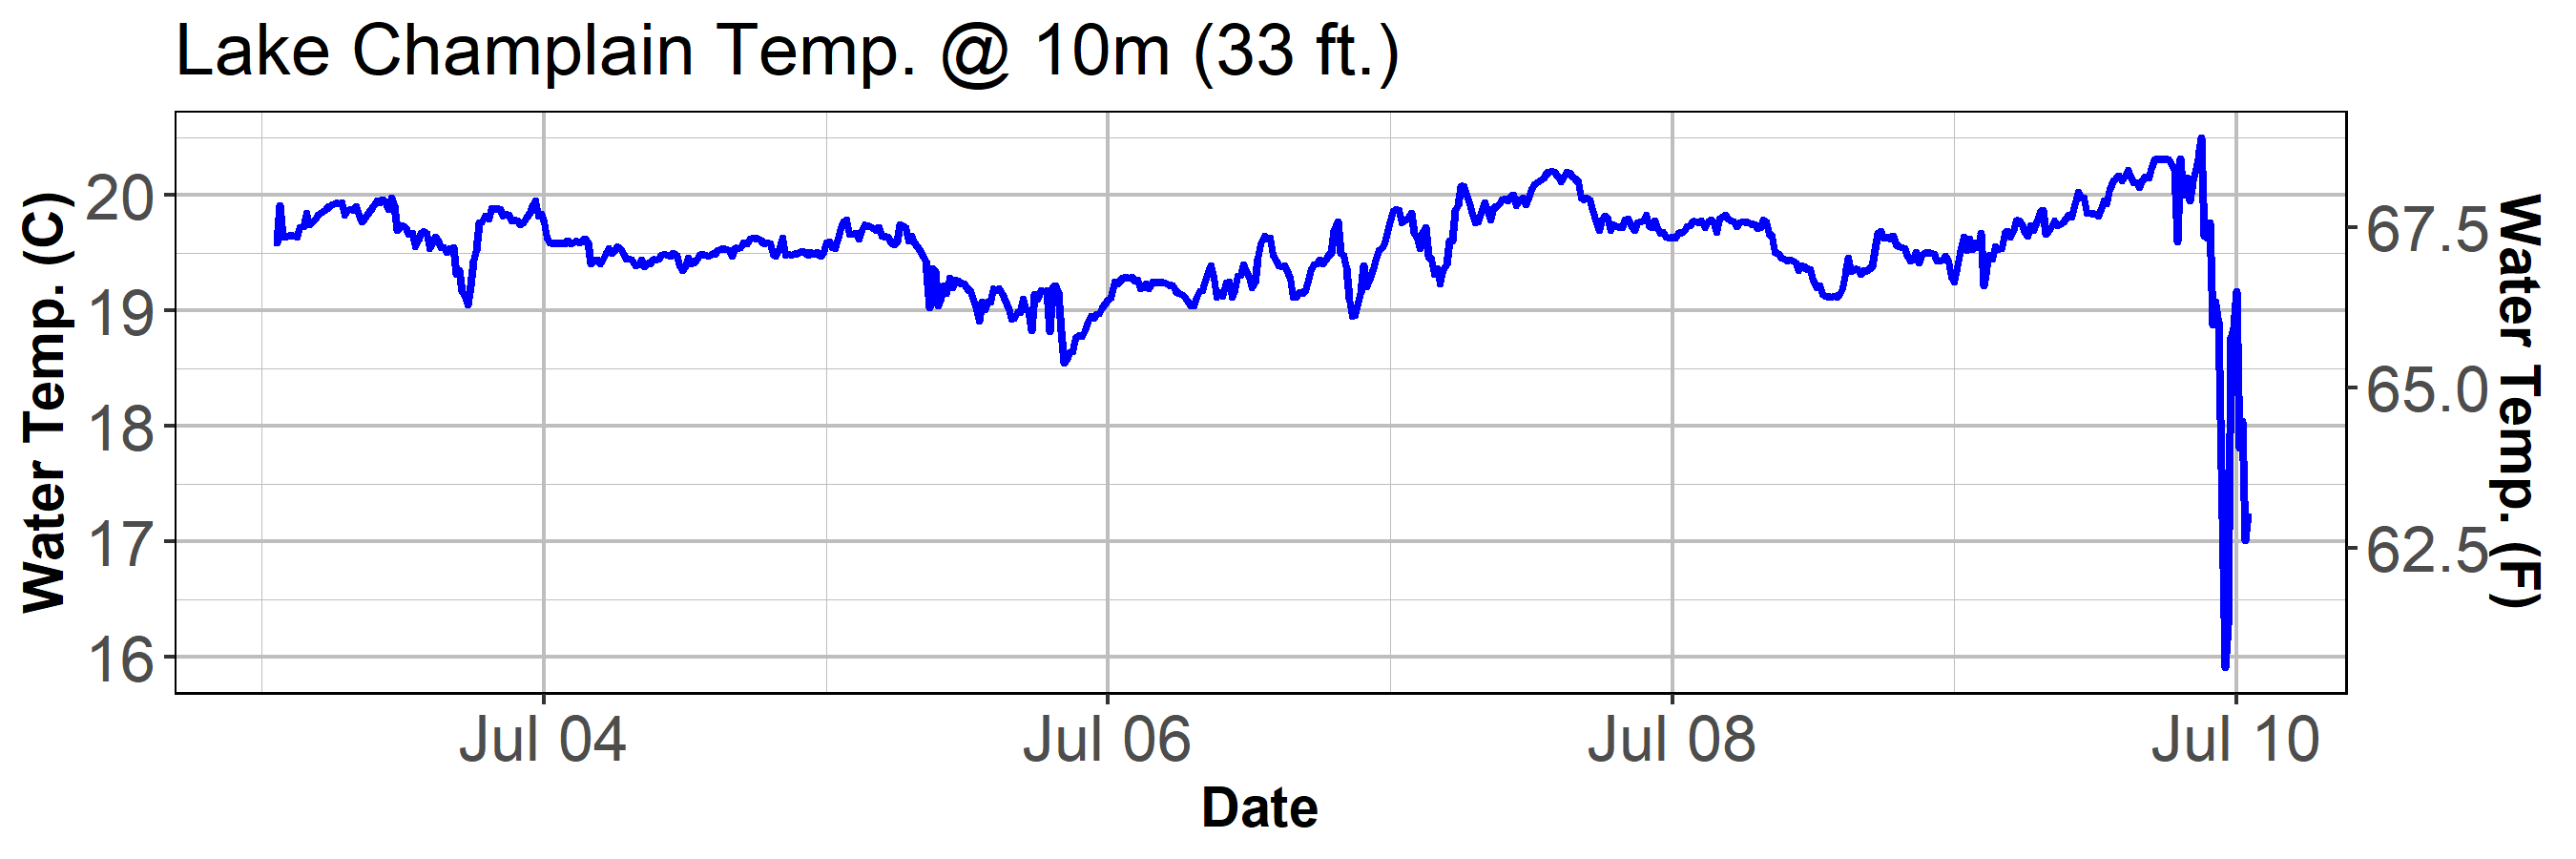 Lake Champlain Temp. @ 10m (33 ft.)
Water Temp. (C)
20
19
18
17
16
67.5
65.0
62.5
Water Temp. (F)
Jul 04
Jul 06
Jul 08
Jul 10
Date